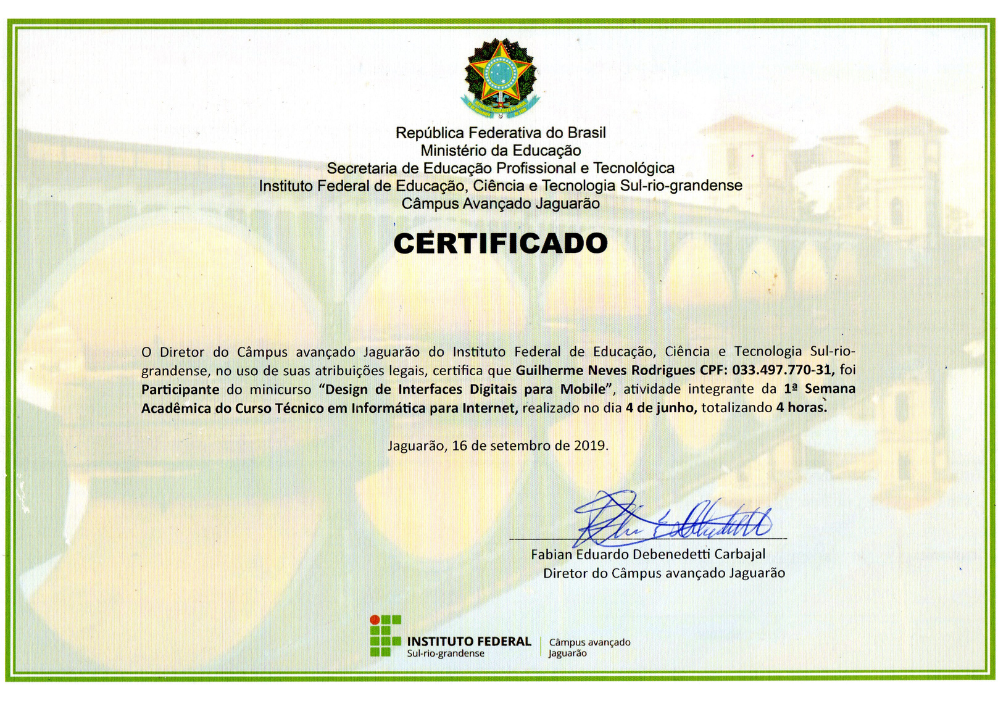 República Federativa do Brasil
Ministério da Educação
Secretaria de Educação Profissional e Tecnológica
Instituto Federal de Educação, Ciência e Tecnologia Sul-rio-grandense
Câmpus Avançado Jaguarão
CERTIFICADO
O Diretor do Câmpus avançado Jaguarão do Instituto Federal de Educação, Ciência e Tecnologia Sul-rio-
grandense, no uso de suas atribuições legais, certifica que Guilherme Neves Rodrigues CPF: 033.497.770-31, foi
Participante do minicurso “Design de Interfaces Digitais para Mobile”, atividade integrante da 1ª Semana
Acadêmica do Curso Técnico em Informática para Internet, realizado no dia 4 de junho, totalizando 4 horas.
Jaguarão, 16 de setembro de 2019.
Fabian Eduardo Debenedetti Carbajal
Diretor do Câmpus avançado Jaguarão
INSTITUTO FEDERAL
Sul-rio-grandense
Câmpus avançado
Jaguarão